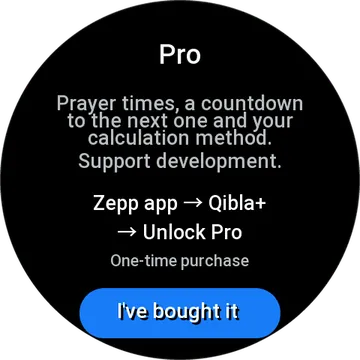 Pro
Prayer times, a countdown
to the next one and your
calculation method.
Support development.
Zepp app → Qibla+
→ Unlock Pro
One-time purchase
I've bought it